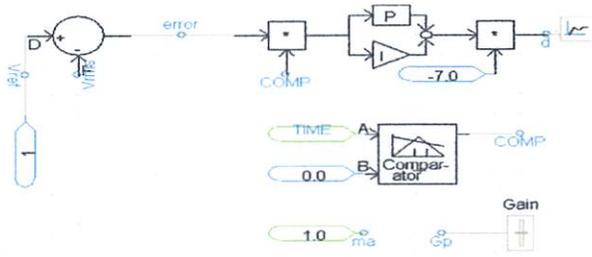 error
D
+
-
Vref
Vrms
*
COMP
P
I
*
d
-7.0
1
TIME
A
COMP
0.0
B
Compar-
ator
Gain
1.0
ma
Gp